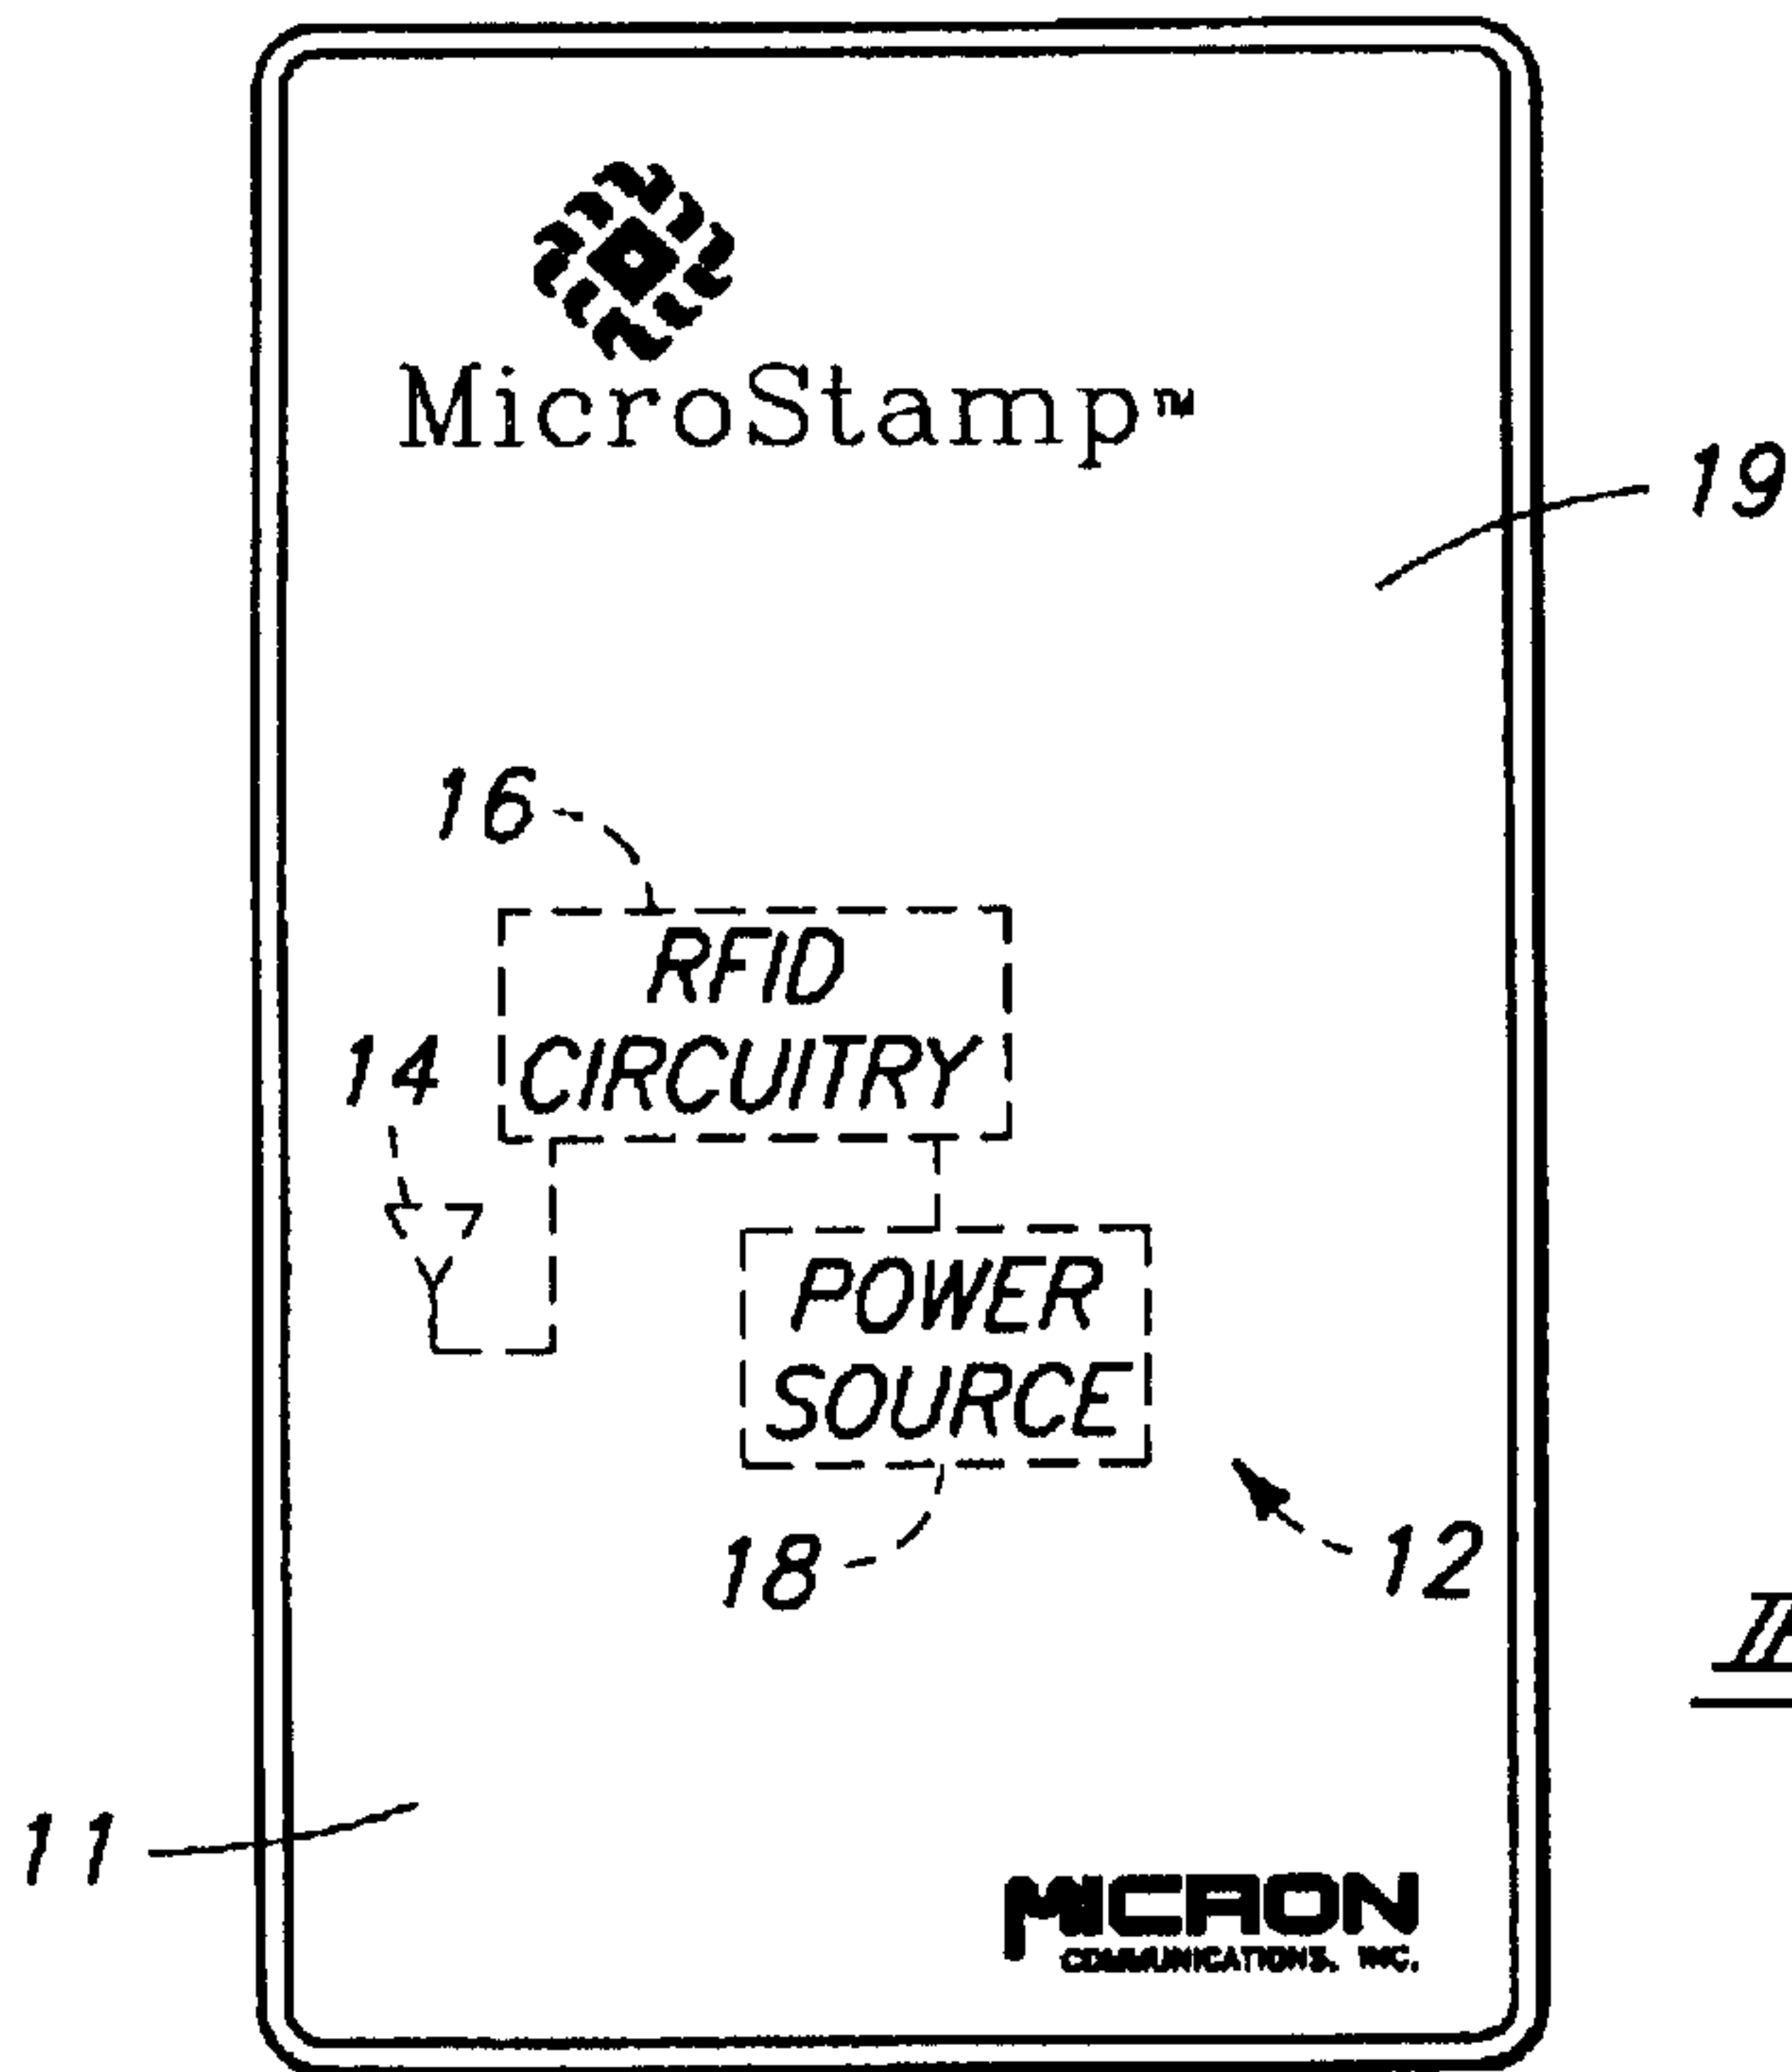 MicroStamp™
19
16
RFID
CIRCUITRY
14
POWER
SOURCE
18
12
11
MICRON
COMMUNICATIONS, INC.